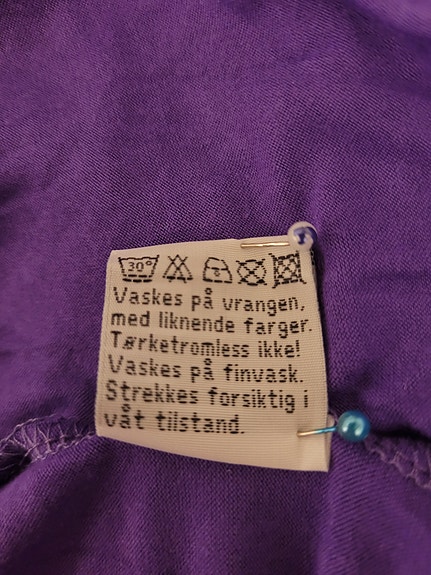 30°
Vaskes på vrangen,
med liknende farger.
Tørketromless ikke!
Vaskes på finvask.
Strekkes forsiktig i
våt tilstand.